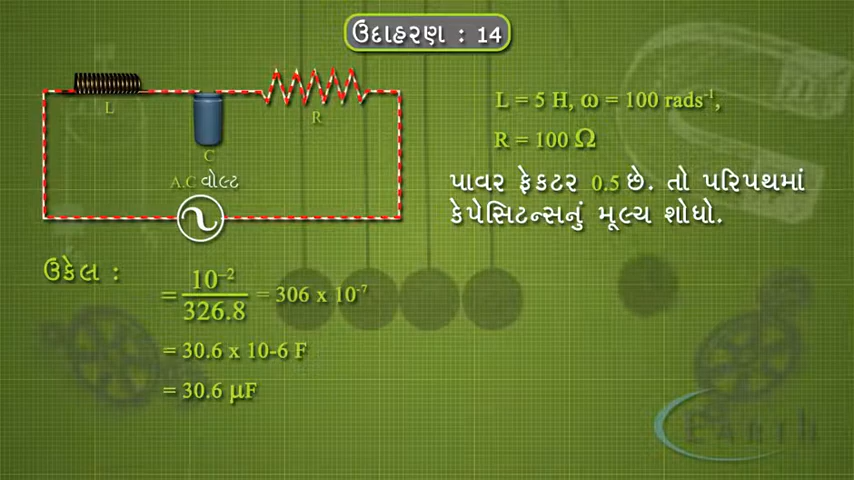 ઉદાહરણ : 14
L
C
R
A.C વોલ્ટ
L = 5 H, ω = 100 rads⁻¹,
R = 100 Ω
પાવર ફેકટર 0.5 છે. તો પરિપથમાં
કેપેસિટન્સનું મૂલ્ય શોધો.
ઉકેલ :
= 10⁻²/326.8 = 306 x 10⁻⁷
= 30.6 x 10-6 F
= 30.6 µF
EARTH